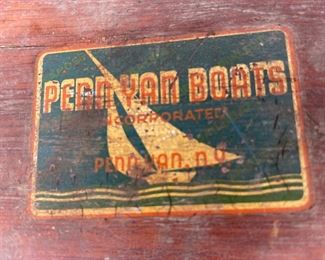 PENN YAN BOATS
INCORPORATED
PENN YAN, N.Y.